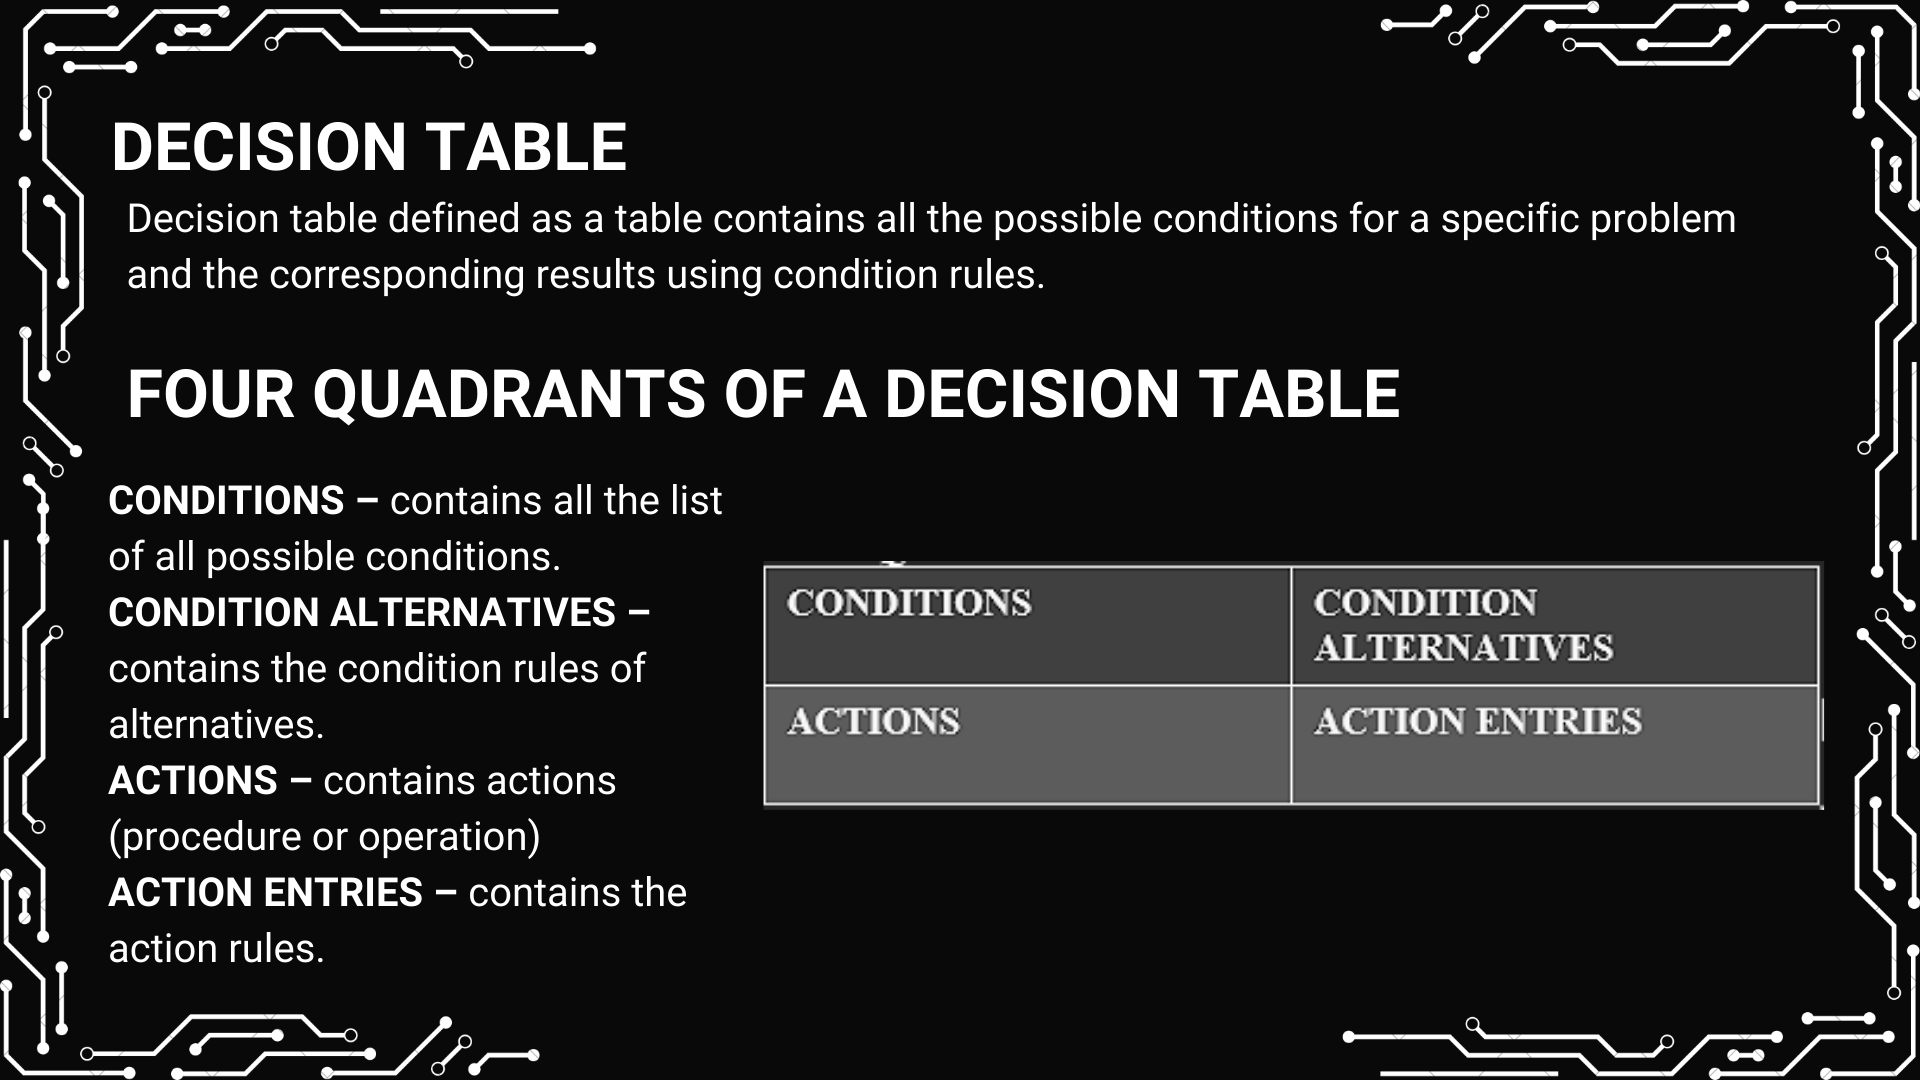 DECISION TABLE
Decision table defined as a table contains all the possible conditions for a specific problem
and the corresponding results using condition rules.
FOUR QUADRANTS OF A DECISION TABLE
CONDITIONS – contains all the list
of all possible conditions.
CONDITION ALTERNATIVES –
contains the condition rules of
alternatives.
ACTIONS – contains actions
(procedure or operation)
ACTION ENTRIES – contains the
action rules.
CONDITIONS
CONDITION
ALTERNATIVES
ACTIONS
ACTION ENTRIES